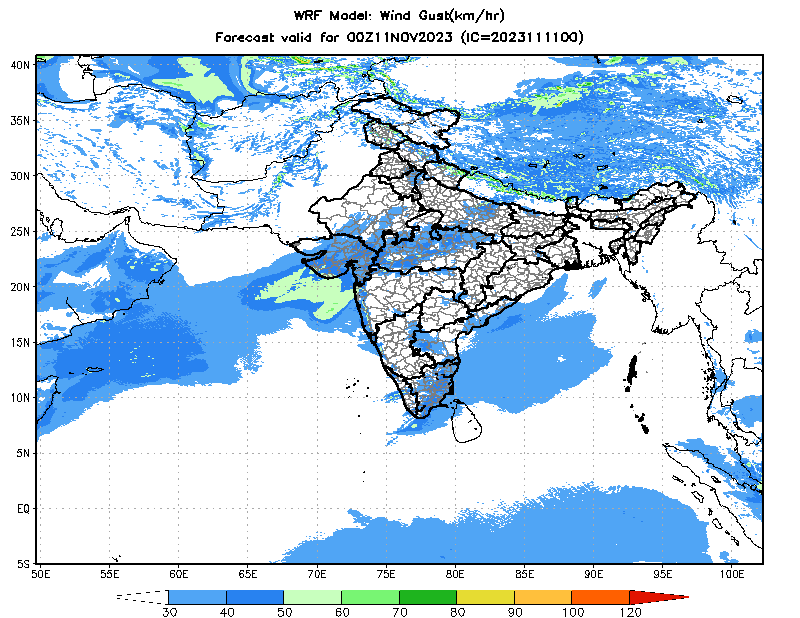 WRF Model: Wind Gust(km/hr)
Forecast valid for 00Z11NOV2023 (IC=2023111100)
40N
35N
30N
25N
20N
15N
10N
5N
EQ
5S
50E 55E 60E 65E 70E 75E 80E 85E 90E 95E 100E
30 40 50 60 70 80 90 100 120